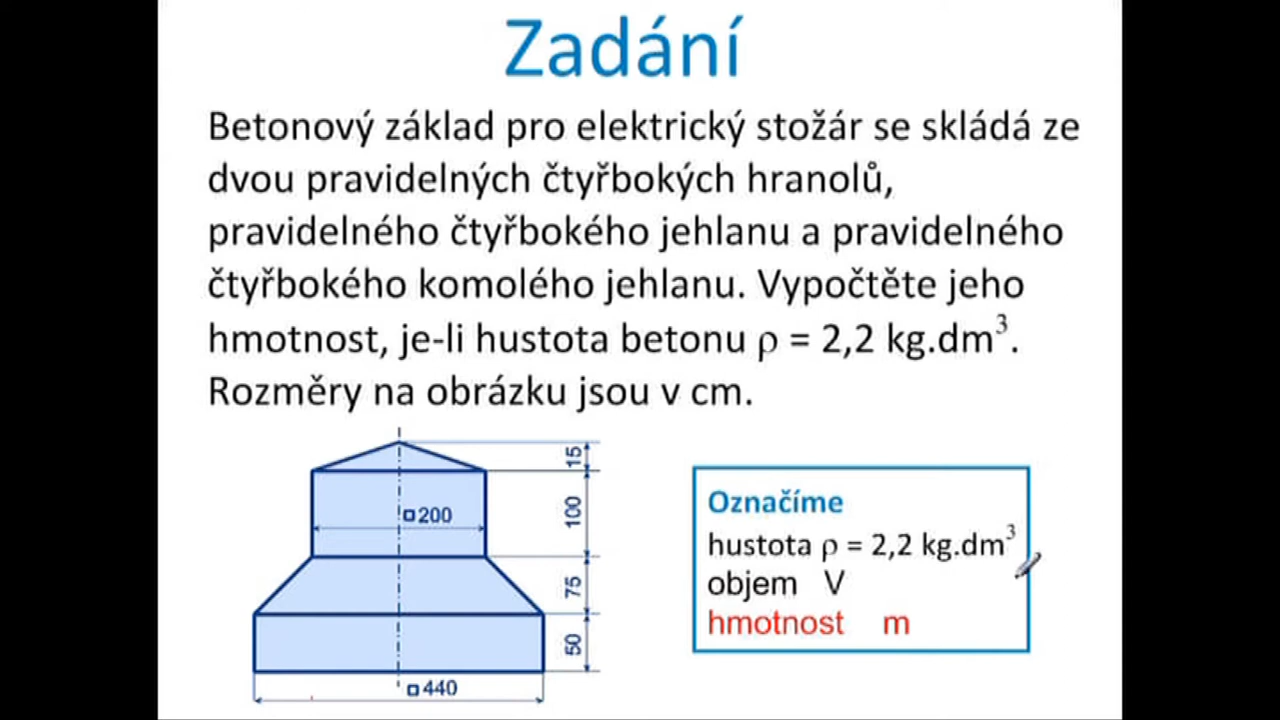 Zadání
Betonový základ pro elektrický stožár se skládá ze
dvou pravidelných čtyřbokých hranolů,
pravidelného čtyřbokého jehlanu a pravidelného
čtyřbokého komolého jehlanu. Vypočtěte jeho
hmotnost, je-li hustota betonu ρ = 2,2 kg.dm³.
Rozměry na obrázku jsou v cm.
15
100
□200
75
50
□440
Označíme
hustota ρ = 2,2 kg.dm³
objem V
hmotnost m